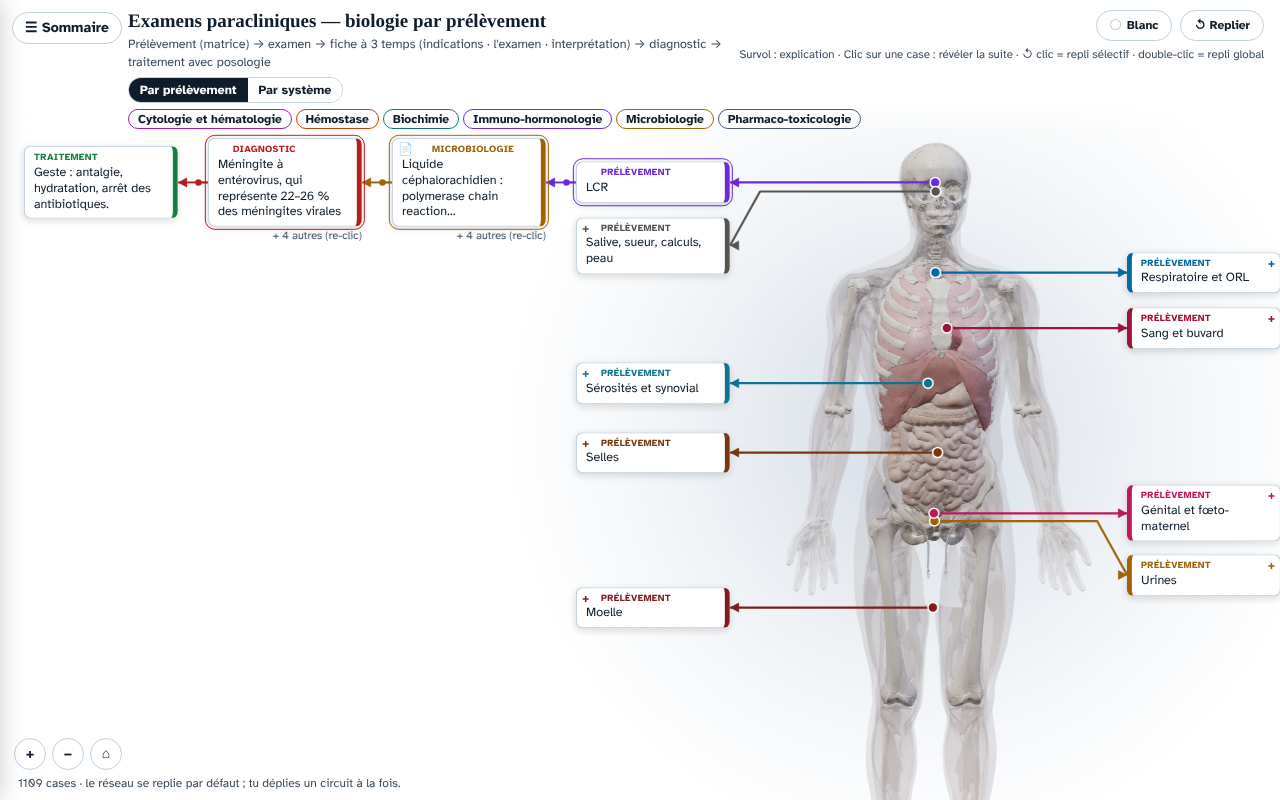 ☰ Sommaire
Examens paracliniques — biologie par prélèvement
Prélèvement (matrice) → examen → fiche à 3 temps (indications · l'examen · interprétation) → diagnostic →
traitement avec posologie
Blanc
↺ Replier
Survol : explication · Clic sur une case : révéler la suite · ↺ clic = repli sélectif · double-clic = repli global
Par prélèvement
Par système
Cytologie et hématologie
Hémostase
Biochimie
Immuno-hormonologie
Microbiologie
Pharmaco-toxicologie
TRAITEMENT
Geste : antalgie,
hydratation, arrêt des
antibiotiques.
DIAGNOSTIC
Méningite à
entérovirus, qui
représente 22–26 %
des méningites virales
+ 4 autres (re-clic)
MICROBIOLOGIE
Liquide
céphalorachidien :
polymerase chain
reaction...
+ 4 autres (re-clic)
PRÉLÈVEMENT
LCR
+ PRÉLÈVEMENT
Salive, sueur, calculs,
peau
PRÉLÈVEMENT +
Respiratoire et ORL
PRÉLÈVEMENT +
Sang et buvard
+ PRÉLÈVEMENT
Sérosités et synovial
+ PRÉLÈVEMENT
Selles
PRÉLÈVEMENT +
Génital et fœto-
maternel
PRÉLÈVEMENT +
Urines
+ PRÉLÈVEMENT
Moelle
+
−
⌂
1109 cases · le réseau se replie par défaut ; tu déplies un circuit à la fois.